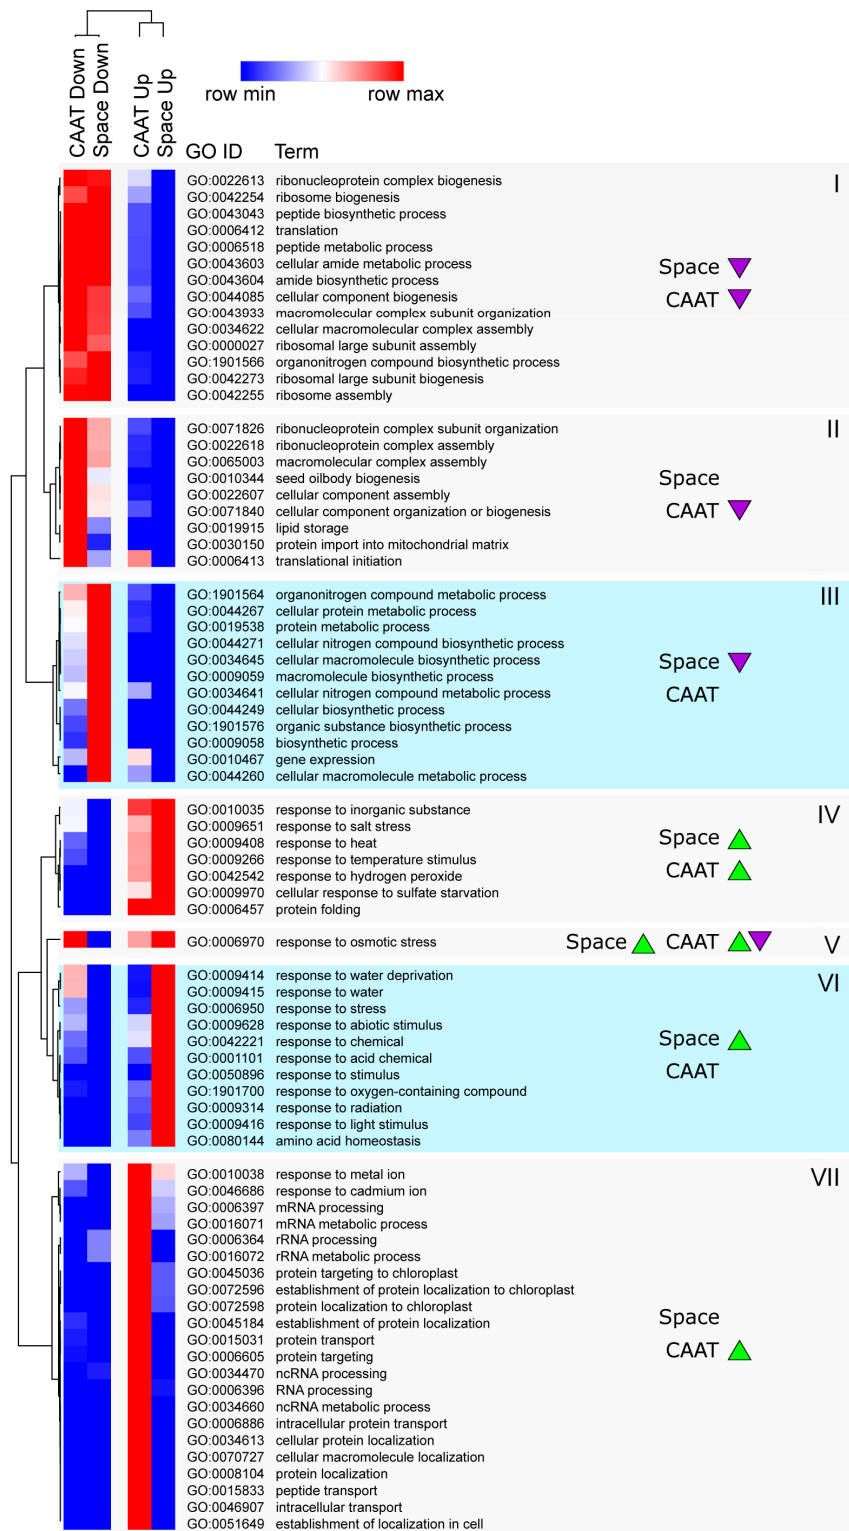 CAAT Down
Space Down
CAAT Up
Space Up
row min
row max
GO ID Term
I
GO:0022613 ribonucleoprotein complex biogenesis
GO:0042254 ribosome biogenesis
GO:0043043 peptide biosynthetic process
GO:0006412 translation
GO:0006518 peptide metabolic process
GO:0043603 cellular amide metabolic process
GO:0043604 amide biosynthetic process
GO:0044085 cellular component biogenesis
GO:0043933 macromolecular complex subunit organization
GO:0034622 cellular macromolecular complex assembly
GO:0000027 ribosomal large subunit assembly
GO:1901566 organonitrogen compound biosynthetic process
GO:0042273 ribosomal large subunit biogenesis
GO:0042255 ribosome assembly
Space
CAAT
II
GO:0071826 ribonucleoprotein complex subunit organization
GO:0022618 ribonucleoprotein complex assembly
GO:0065003 macromolecular complex assembly
GO:0010344 seed oilbody biogenesis
GO:0022607 cellular component assembly
GO:0071840 cellular component organization or biogenesis
GO:0019915 lipid storage
GO:0030150 protein import into mitochondrial matrix
GO:0006413 translational initiation
Space
CAAT
III
GO:1901564 organonitrogen compound metabolic process
GO:0044267 cellular protein metabolic process
GO:0019538 protein metabolic process
GO:0044271 cellular nitrogen compound biosynthetic process
GO:0034645 cellular macromolecule biosynthetic process
GO:0009059 macromolecule biosynthetic process
GO:0034641 cellular nitrogen compound metabolic process
GO:0044249 cellular biosynthetic process
GO:1901576 organic substance biosynthetic process
GO:0009058 biosynthetic process
GO:0010467 gene expression
GO:0044260 cellular macromolecule metabolic process
Space
CAAT
IV
GO:0010035 response to inorganic substance
GO:0009651 response to salt stress
GO:0009408 response to heat
GO:0009266 response to temperature stimulus
GO:0042542 response to hydrogen peroxide
GO:0009970 cellular response to sulfate starvation
GO:0006457 protein folding
Space
CAAT
GO:0006970 response to osmotic stress
Space CAAT V
VI
GO:0009414 response to water deprivation
GO:0009415 response to water
GO:0006950 response to stress
GO:0009628 response to abiotic stimulus
GO:0042221 response to chemical
GO:0001101 response to acid chemical
GO:0050896 response to stimulus
GO:1901700 response to oxygen-containing compound
GO:0009314 response to radiation
GO:0009416 response to light stimulus
GO:0080144 amino acid homeostasis
Space
CAAT
VII
GO:0010038 response to metal ion
GO:0046686 response to cadmium ion
GO:0006397 mRNA processing
GO:0016071 mRNA metabolic process
GO:0006364 rRNA processing
GO:0016072 rRNA metabolic process
GO:0045036 protein targeting to chloroplast
GO:0072596 establishment of protein localization to chloroplast
GO:0072598 protein localization to chloroplast
GO:0045184 establishment of protein localization
GO:0015031 protein transport
GO:0006605 protein targeting
GO:0034470 ncRNA processing
GO:0006396 RNA processing
GO:0034660 ncRNA metabolic process
GO:0006886 intracellular protein transport
GO:0034613 cellular protein localization
GO:0070727 cellular macromolecule localization
GO:0008104 protein localization
GO:0015833 peptide transport
GO:0046907 intracellular transport
GO:0051649 establishment of localization in cell
Space
CAAT